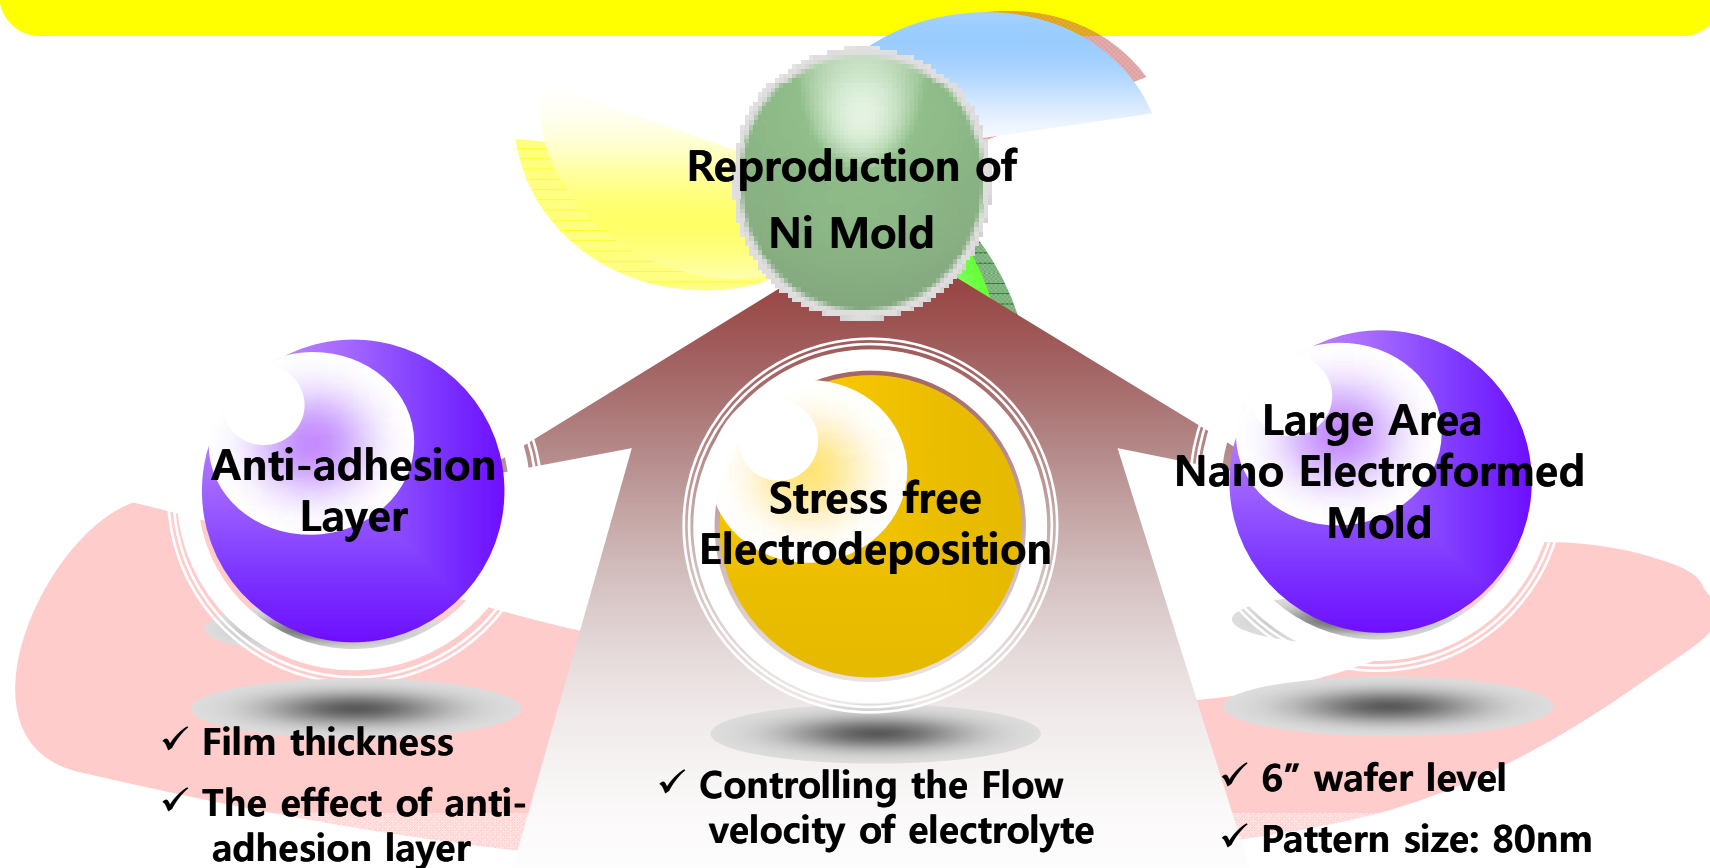 Reproduction of
Ni Mold
Anti-adhesion
Layer
Stress free
Electrodeposition
Large Area
Nano Electroformed
Mold
✓ Film thickness
✓ The effect of anti-
adhesion layer
✓ Controlling the Flow
velocity of electrolyte
✓ 6” wafer level
✓ Pattern size: 80nm